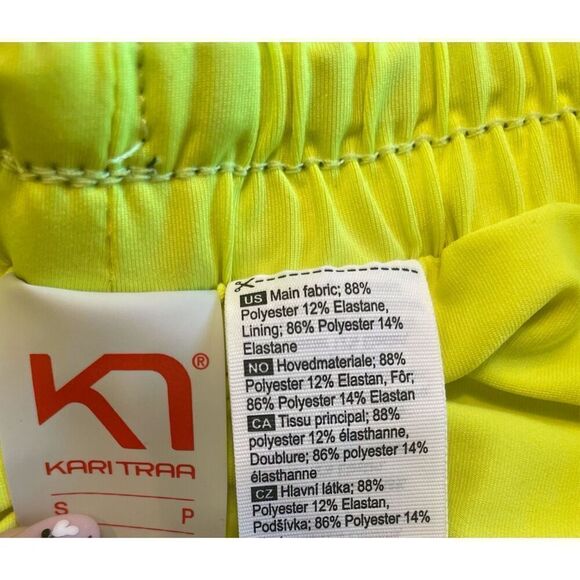 KARI TRAA
®
S P
US Main fabric; 88%
Polyester 12% Elastane,
Lining; 86% Polyester 14%
Elastane
NO Hovedmateriale; 88%
Polyester 12% Elastan, Fôr;
86% Polyester 14% Elastan
CA Tissu principal; 88%
polyester 12% élasthanne,
Doublure; 86% polyester 14%
élasthanne
CZ Hlavní látka; 88%
Polyester 12% Elastan,
Podšívka; 86% Polyester 14%